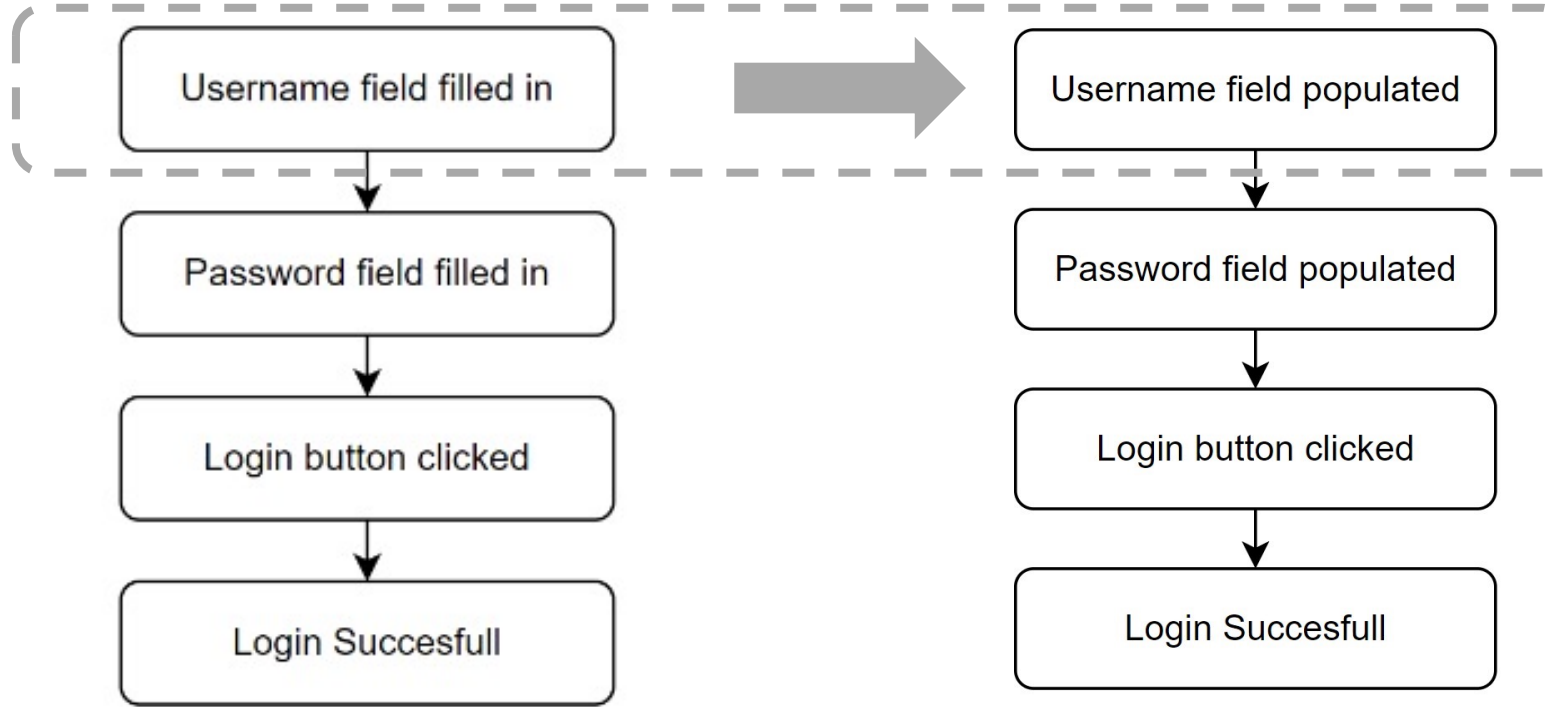 Username field filled in
Password field filled in
Login button clicked
Login Succesfull
Username field populated
Password field populated
Login button clicked
Login Succesfull